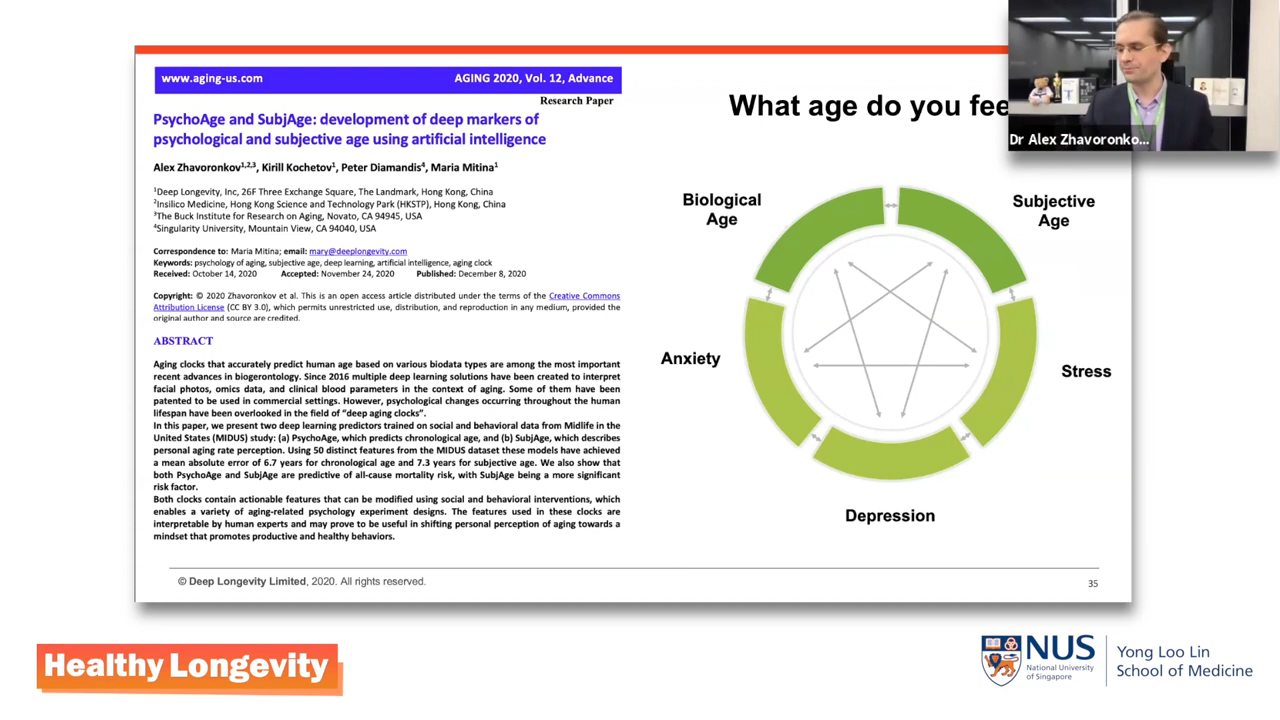 www.aging-us.com AGING 2020, Vol. 12, Advance
Research Paper
PsychoAge and SubjAge: development of deep markers of
psychological and subjective age using artificial intelligence
Alex Zhavoronkov1,2,3, Kirill Kochetov1, Peter Diamandis4, Maria Mitina1
1Deep Longevity, Inc, 26F Three Exchange Square, The Landmark, Hong Kong, China
2Insilico Medicine, Hong Kong Science and Technology Park (HKSTP), Hong Kong, China
3The Buck Institute for Research on Aging, Novato, CA 94945, USA
4Singularity University, Mountain View, CA 94040, USA
Correspondence to: Maria Mitina; email: mary@deeplongevity.com
Keywords: psychology of aging, subjective age, deep learning, artificial intelligence, aging clock
Received: October 14, 2020 Accepted: November 24, 2020 Published: December 8, 2020
Copyright: © 2020 Zhavoronkov et al. This is an open access article distributed under the terms of the Creative Commons
Attribution License (CC BY 3.0), which permits unrestricted use, distribution, and reproduction in any medium, provided the
original author and source are credited.
ABSTRACT
Aging clocks that accurately predict human age based on various biodata types are among the most important
recent advances in biogerontology. Since 2016 multiple deep learning solutions have been created to interpret
facial photos, omics data, and clinical blood parameters in the context of aging. Some of them have been
patented to be used in commercial settings. However, psychological changes occurring throughout the human
lifespan have been overlooked in the field of “deep aging clocks”.
In this paper, we present two deep learning predictors trained on social and behavioral data from Midlife in the
United States (MIDUS) study: (a) PsychoAge, which predicts chronological age, and (b) SubjAge, which describes
personal aging rate perception. Using 50 distinct features from the MIDUS dataset these models have achieved
a mean absolute error of 6.7 years for chronological age and 7.3 years for subjective age. We also show that
both PsychoAge and SubjAge are predictive of all-cause mortality risk, with SubjAge being a more significant
risk factor.
Both clocks contain actionable features that can be modified using social and behavioral interventions, which
enables a variety of aging-related psychology experiment designs. The features used in these clocks are
interpretable by human experts and may prove to be useful in shifting personal perception of aging towards a
mindset that promotes productive and healthy behaviors.
What age do you fee
Dr Alex Zhavoronko...
Biological
Age
Subjective
Age
Anxiety
Stress
Depression
© Deep Longevity Limited, 2020. All rights reserved.
35
Healthy Longevity
NUS
National University
of Singapore
Yong Loo Lin
School of Medicine